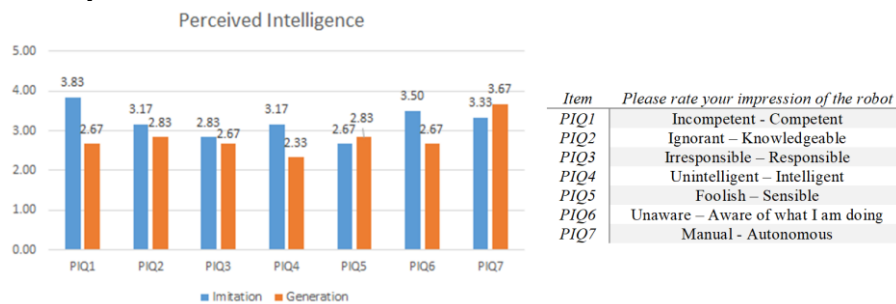 Perceived Intelligence
5.00
4.00
3.00
2.00
1.00
0.00
3.83
2.67
3.17
2.83
2.83
2.67
3.17
2.33
2.67
2.83
3.50
2.67
3.33
3.67
PIQ1 PIQ2 PIQ3 PIQ4 PIQ5 PIQ6 PIQ7
Imitation Generation
Item Please rate your impression of the robot
PIQ1 Incompetent - Competent
PIQ2 Ignorant – Knowledgeable
PIQ3 Irresponsible – Responsible
PIQ4 Unintelligent – Intelligent
PIQ5 Foolish – Sensible
PIQ6 Unaware – Aware of what I am doing
PIQ7 Manual - Autonomous